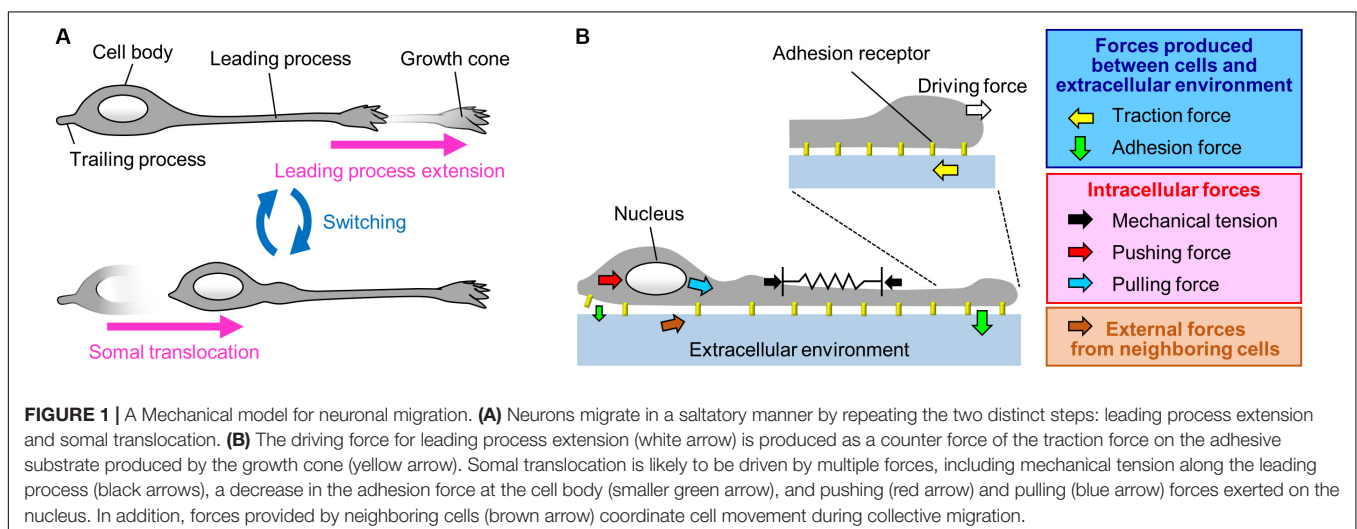 A
Cell body
Leading process
Growth cone
Trailing process
Leading process extension
Switching
Somal translocation
B
Adhesion receptor
Driving force
Nucleus
Extracellular environment
Forces produced
between cells and
extracellular environment
Traction force
Adhesion force
Intracellular forces
Mechanical tension
Pushing force
Pulling force
External forces
from neighboring cells
FIGURE 1 | A Mechanical model for neuronal migration. (A) Neurons migrate in a saltatory manner by repeating the two distinct steps: leading process extension
and somal translocation. (B) The driving force for leading process extension (white arrow) is produced as a counter force of the traction force on the adhesive
substrate produced by the growth cone (yellow arrow). Somal translocation is likely to be driven by multiple forces, including mechanical tension along the leading
process (black arrows), a decrease in the adhesion force at the cell body (smaller green arrow), and pushing (red arrow) and pulling (blue arrow) forces exerted on the
nucleus. In addition, forces provided by neighboring cells (brown arrow) coordinate cell movement during collective migration.